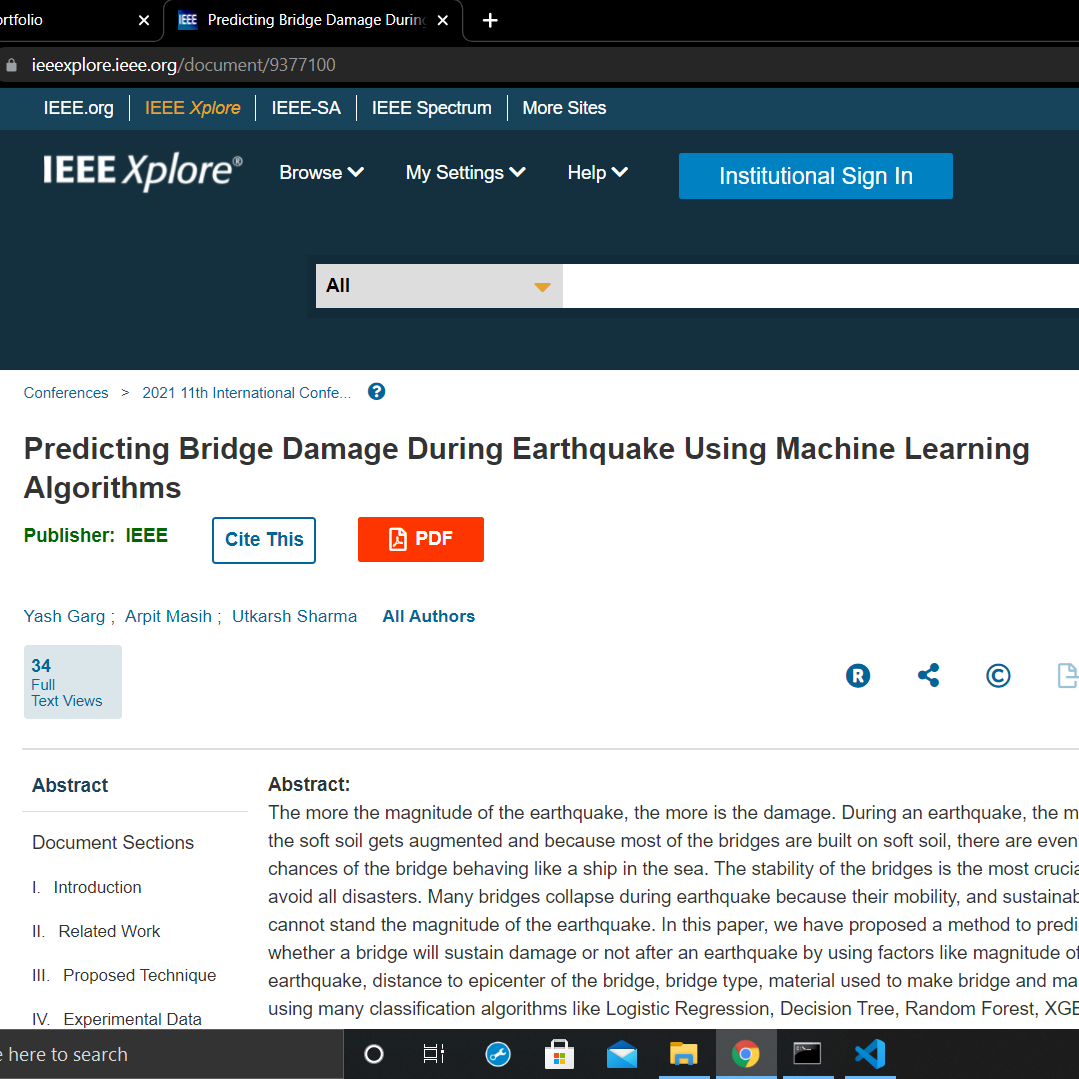 rtfolio
IEEE Predicting Bridge Damage Durin
ieeexplore.ieee.org/document/9377100
IEEE.org IEEE Xplore IEEE-SA IEEE Spectrum More Sites
IEEE Xplore® Browse My Settings Help Institutional Sign In
All
Conferences > 2021 11th International Confe... ?
Predicting Bridge Damage During Earthquake Using Machine Learning
Algorithms
Publisher: IEEE Cite This PDF
Yash Garg ; Arpit Masih ; Utkarsh Sharma All Authors
34
Full
Text Views
R ©
Abstract
Document Sections
I. Introduction
II. Related Work
III. Proposed Technique
IV. Experimental Data
Abstract:
The more the magnitude of the earthquake, the more is the damage. During an earthquake, the m
the soft soil gets augmented and because most of the bridges are built on soft soil, there are even
chances of the bridge behaving like a ship in the sea. The stability of the bridges is the most crucia
avoid all disasters. Many bridges collapse during earthquake because their mobility, and sustainab
cannot stand the magnitude of the earthquake. In this paper, we have proposed a method to predi
whether a bridge will sustain damage or not after an earthquake by using factors like magnitude of
earthquake, distance to epicenter of the bridge, bridge type, material used to make bridge and ma
using many classification algorithms like Logistic Regression, Decision Tree, Random Forest, XGB
e here to search